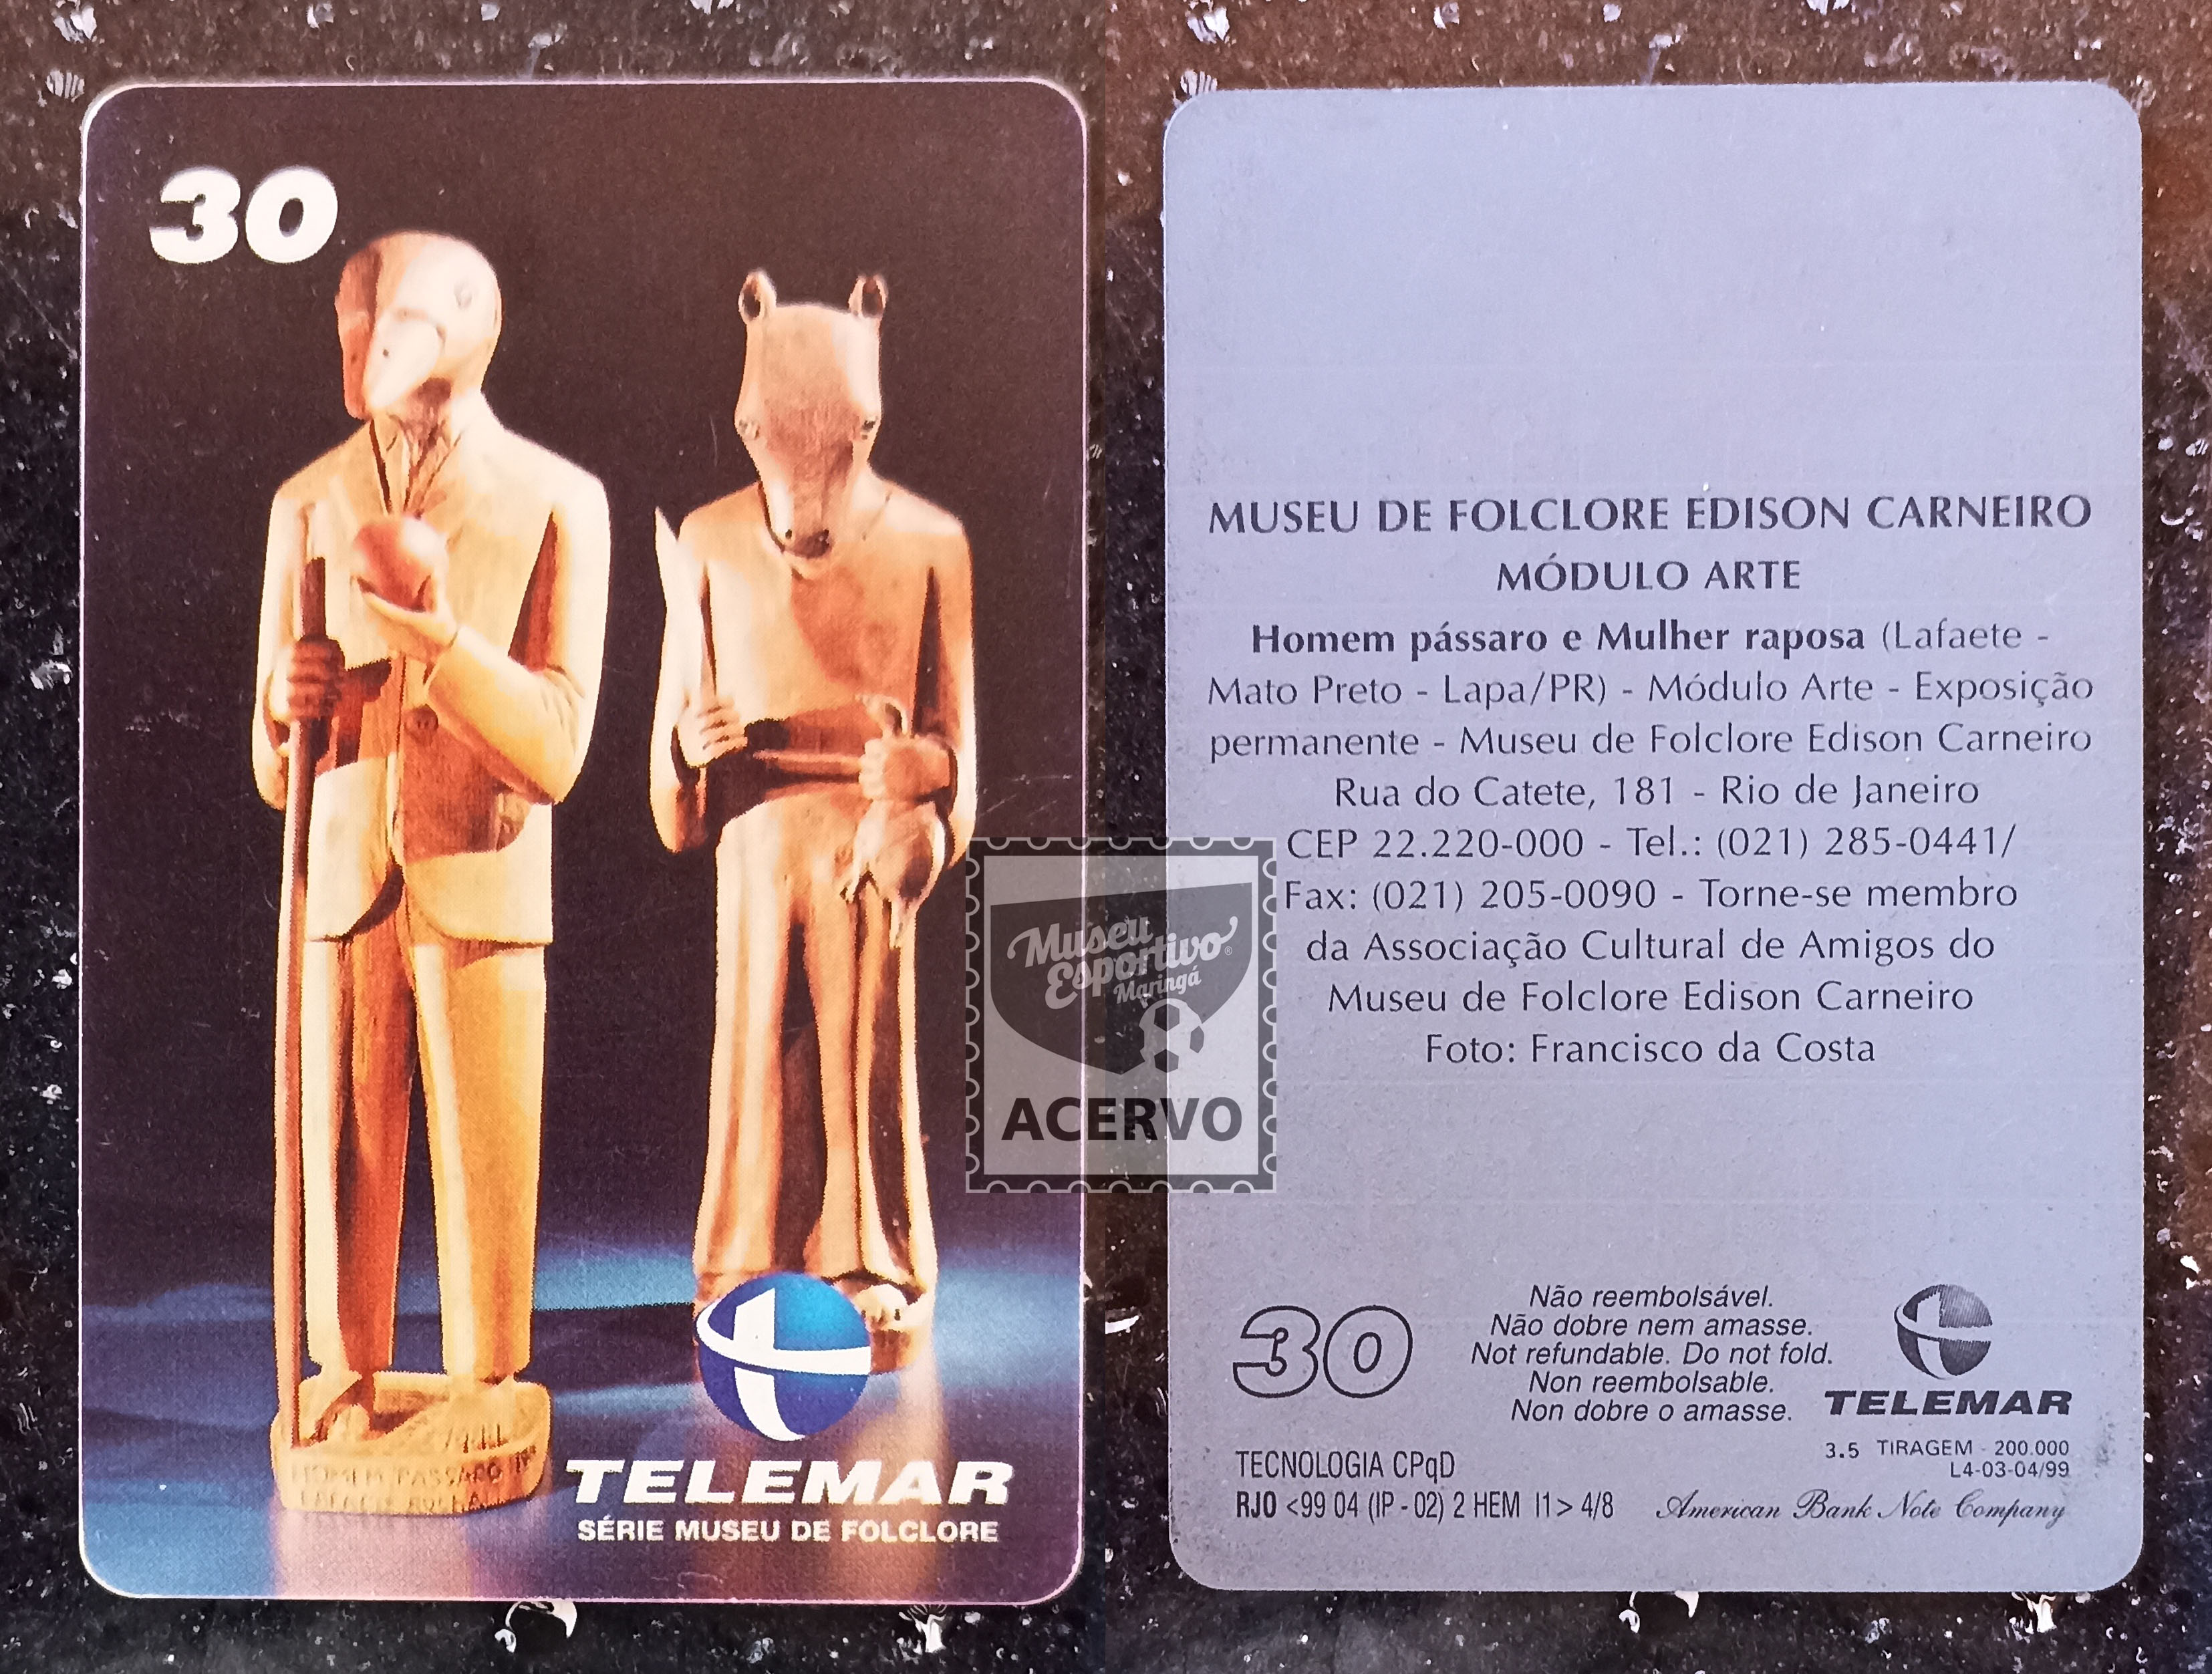 30
HOMEM PASSARO
TELEMAR
SÉRIE MUSEU DE FOLCLORE
MUSEU DE FOLCLORE EDISON CARNEIRO
MÓDULO ARTE
Homem pássaro e Mulher raposa (Lafaete -
Mato Preto - Lapa/PR) - Módulo Arte - Exposição
permanente - Museu de Folclore Edison Carneiro
Rua do Catete, 181 - Rio de Janeiro
CEP 22.220-000 - Tel.: (021) 285-0441/
Fax: (021) 205-0090 - Torne-se membro
da Associação Cultural de Amigos do
Museu de Folclore Edison Carneiro
Foto: Francisco da Costa
Museu
Esportivo®
Maringá
ACERVO
30
Não reembolsável.
Não dobre nem amasse.
Not refundable. Do not fold.
Non reembolsable.
Non dobre o amasse.
TELEMAR
3.5 TIRAGEM - 200.000
L4-03-04/99
TECNOLOGIA CPqD
RJO <99 04 (IP - 02) 2 HEM I1> 4/8
American Bank Note Company